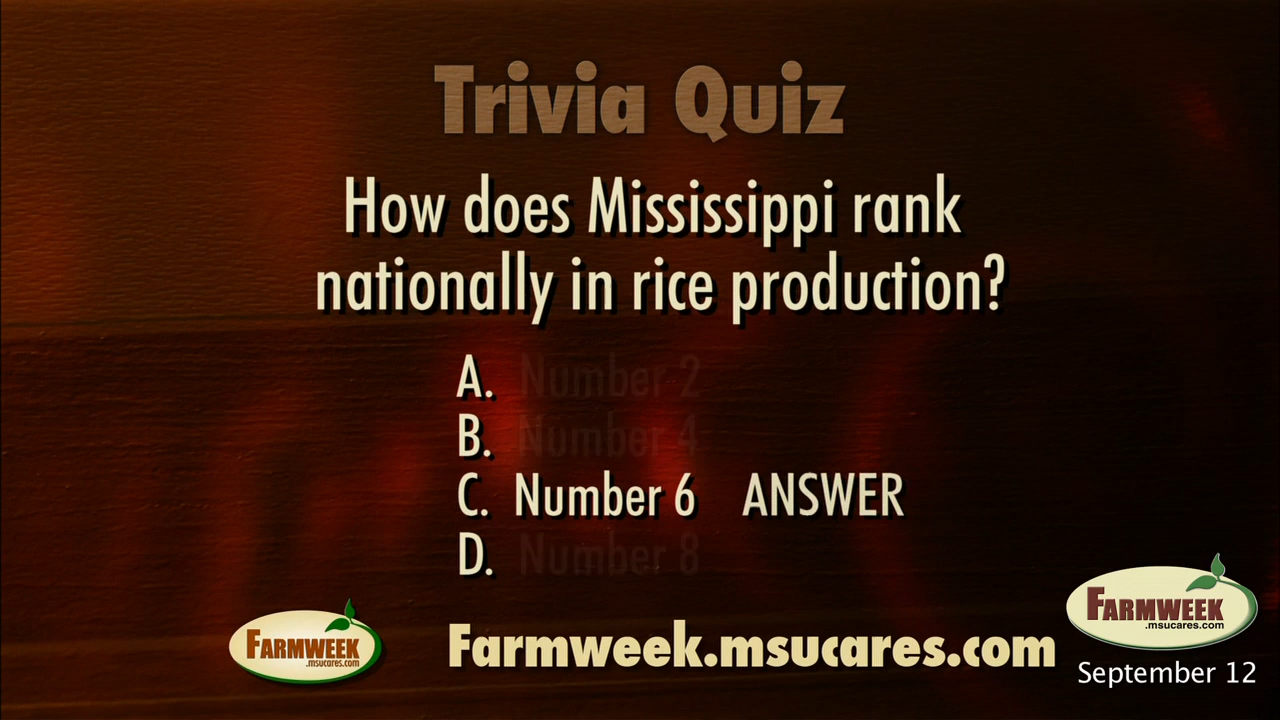 Trivia Quiz
How does Mississippi rank
nationally in rice production?
A. Number 2
B. Number 4
C. Number 6 ANSWER
D. Number 8
FARMWEEK
.msucares.com
Farmweek.msucares.com
FARMWEEK
.msucares.com
September 12